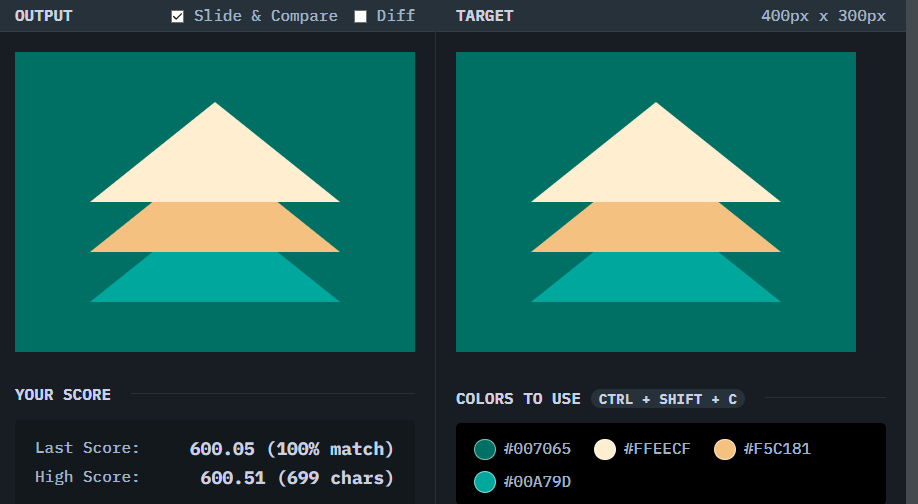 OUTPUT Slide & Compare Diff
TARGET 400px x 300px
YOUR SCORE
Last Score: 600.05 (100% match)
High Score: 600.51 (699 chars)
COLORS TO USE CTRL + SHIFT + C
#007065 #FFEECF #F5C181
#00A79D